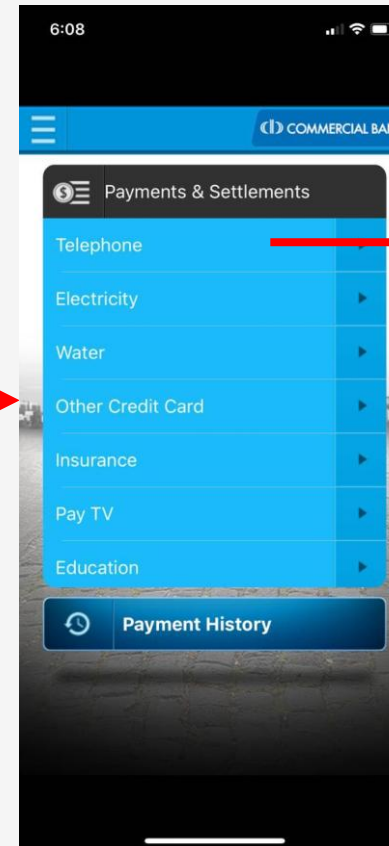 6:08
COMMERCIAL BA
Payments & Settlements
Telephone
Electricity
Water
Other Credit Card
Insurance
Pay TV
Education
Payment History